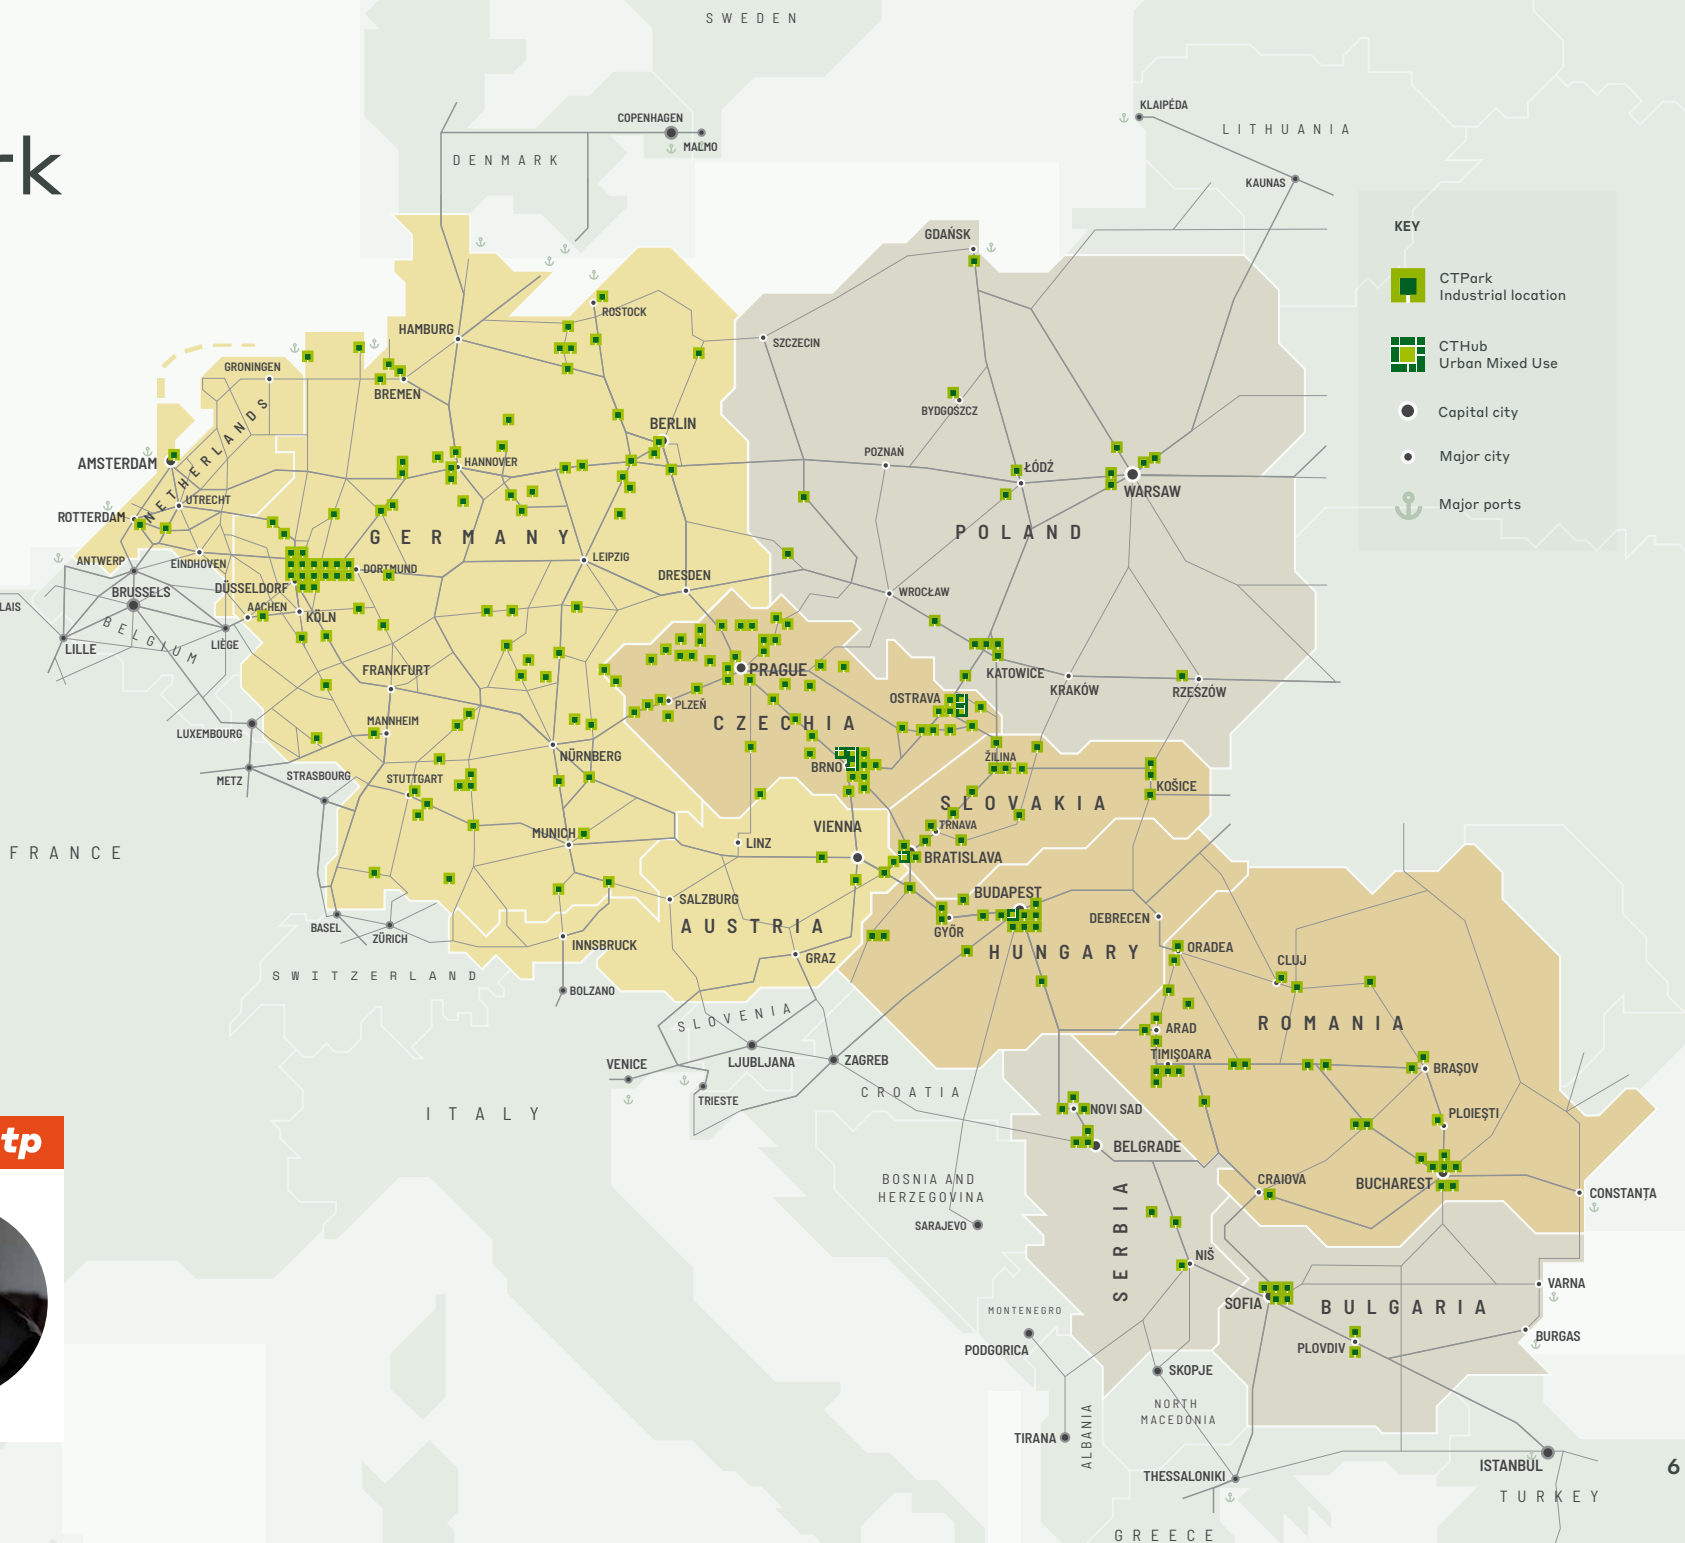 rk
SWEDEN
COPENHAGEN
MALMO
DENMARK
KLAIPÉDA
LITHUANIA
KAUNAS
KEY
CTPark
Industrial location
CTHub
Urban Mixed Use
Capital city
Major city
Major ports
GDAŃSK
ROSTOCK
HAMBURG
SZCZECIN
GRONINGEN
BREMEN
BYDGOSZCZ
BERLIN
POZNAŃ
ŁÓDŹ
WARSAW
AMSTERDAM
NETHERLANDS
HANNOVER
UTRECHT
ROTTERDAM
GERMANY
POLAND
ANTWERP
EINDHOVEN
LEIPZIG
DORTMUND
DRESDEN
BRUSSELS
DÜSSELDORF
WROCŁAW
LAIS
AACHEN
KÖLN
BELGIUM
LILLE
LIÈGE
FRANKFURT
PRAGUE
KATOWICE
KRAKÓW
RZESZÓW
OSTRAVA
PLZEŇ
MANNHEIM
CZECHIA
LUXEMBOURG
NÜRNBERG
ŽILINA
METZ
STRASBOURG
STUTTGART
BRNO
KOŠICE
SLOVAKIA
VIENNA
TRNAVA
MUNICH
LINZ
FRANCE
BRATISLAVA
BUDAPEST
SALZBURG
DEBRECEN
BASEL
ZÜRICH
AUSTRIA
GYÖR
INNSBRUCK
HUNGARY
ORADEA
GRAZ
CLUJ
SWITZERLAND
BOLZANO
SLOVENIA
ROMANIA
ARAD
TIMIȘOARA
VENICE
LJUBLJANA
ZAGREB
BRAȘOV
CROATIA
TRIESTE
NOVI SAD
ITALY
PLOIEȘTI
BELGRADE
tp
BOSNIA AND
HERZEGOVINA
CRAIOVA
BUCHAREST
CONSTANȚA
SARAJEVO
SERBIA
NIŠ
VARNA
MONTENEGRO
SOFIA
BULGARIA
PODGORICA
PLOVDIV
BURGAS
SKOPJE
NORTH
MACEDONIA
TIRANA
ALBANIA
THESSALONIKI
ISTANBUL
6
TURKEY
GREECE